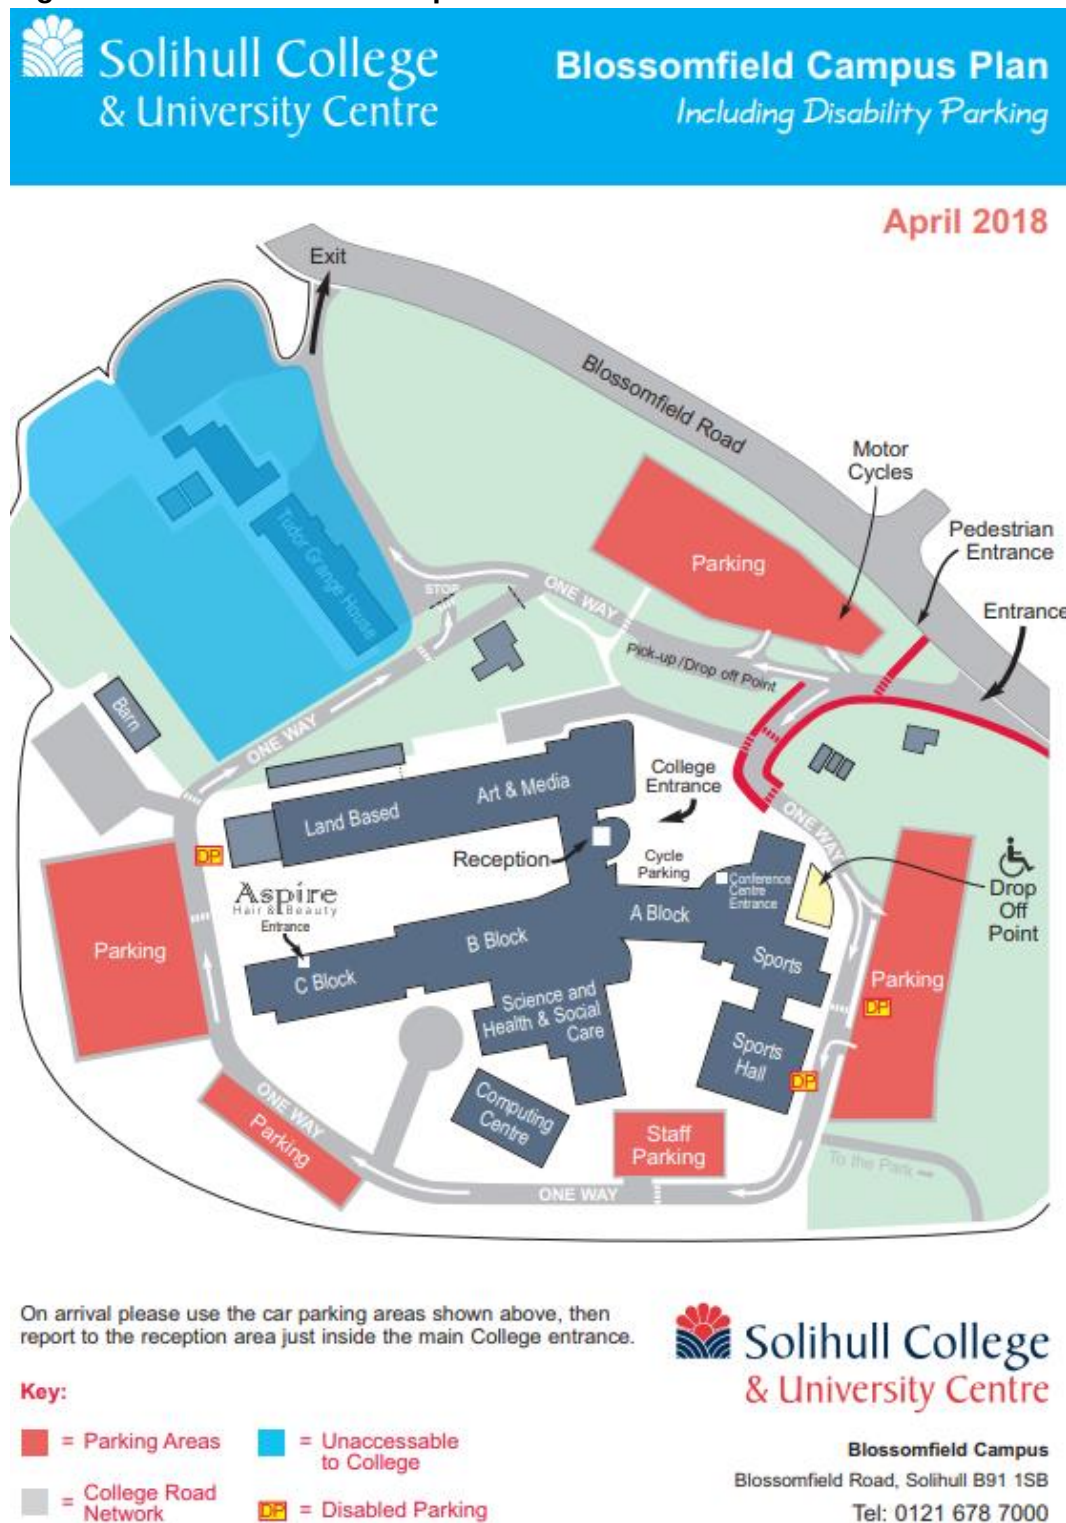 Solihull College
& University Centre
Blossomfield Campus Plan
Including Disability Parking
April 2018
Exit
Blossomfield Road
Motor
Cycles
Pedestrian
Entrance
Entrance
Parking
ONE WAY
STOP
Pick-up/Drop off Point
Tudor Grange House
Barn
ONE WAY
College
Entrance
Art & Media
Land Based
Reception
Cycle
Parking
Conference
Centre
Entrance
ONE WAY
Drop
Off
Point
DP
Aspire
Hair & Beauty
Entrance
A Block
B Block
C Block
Sports
Parking
Parking
DP
Science and
Health & Social
Care
Sports
Hall
DP
Computing
Centre
Staff
Parking
ONE WAY
Parking
To the Park
ONE WAY
On arrival please use the car parking areas shown above, then
report to the reception area just inside the main College entrance.
Key:
= Parking Areas
= Unaccessable
to College
= College Road
Network
DP = Disabled Parking
Solihull College
& University Centre
Blossomfield Campus
Blossomfield Road, Solihull B91 1SB
Tel: 0121 678 7000